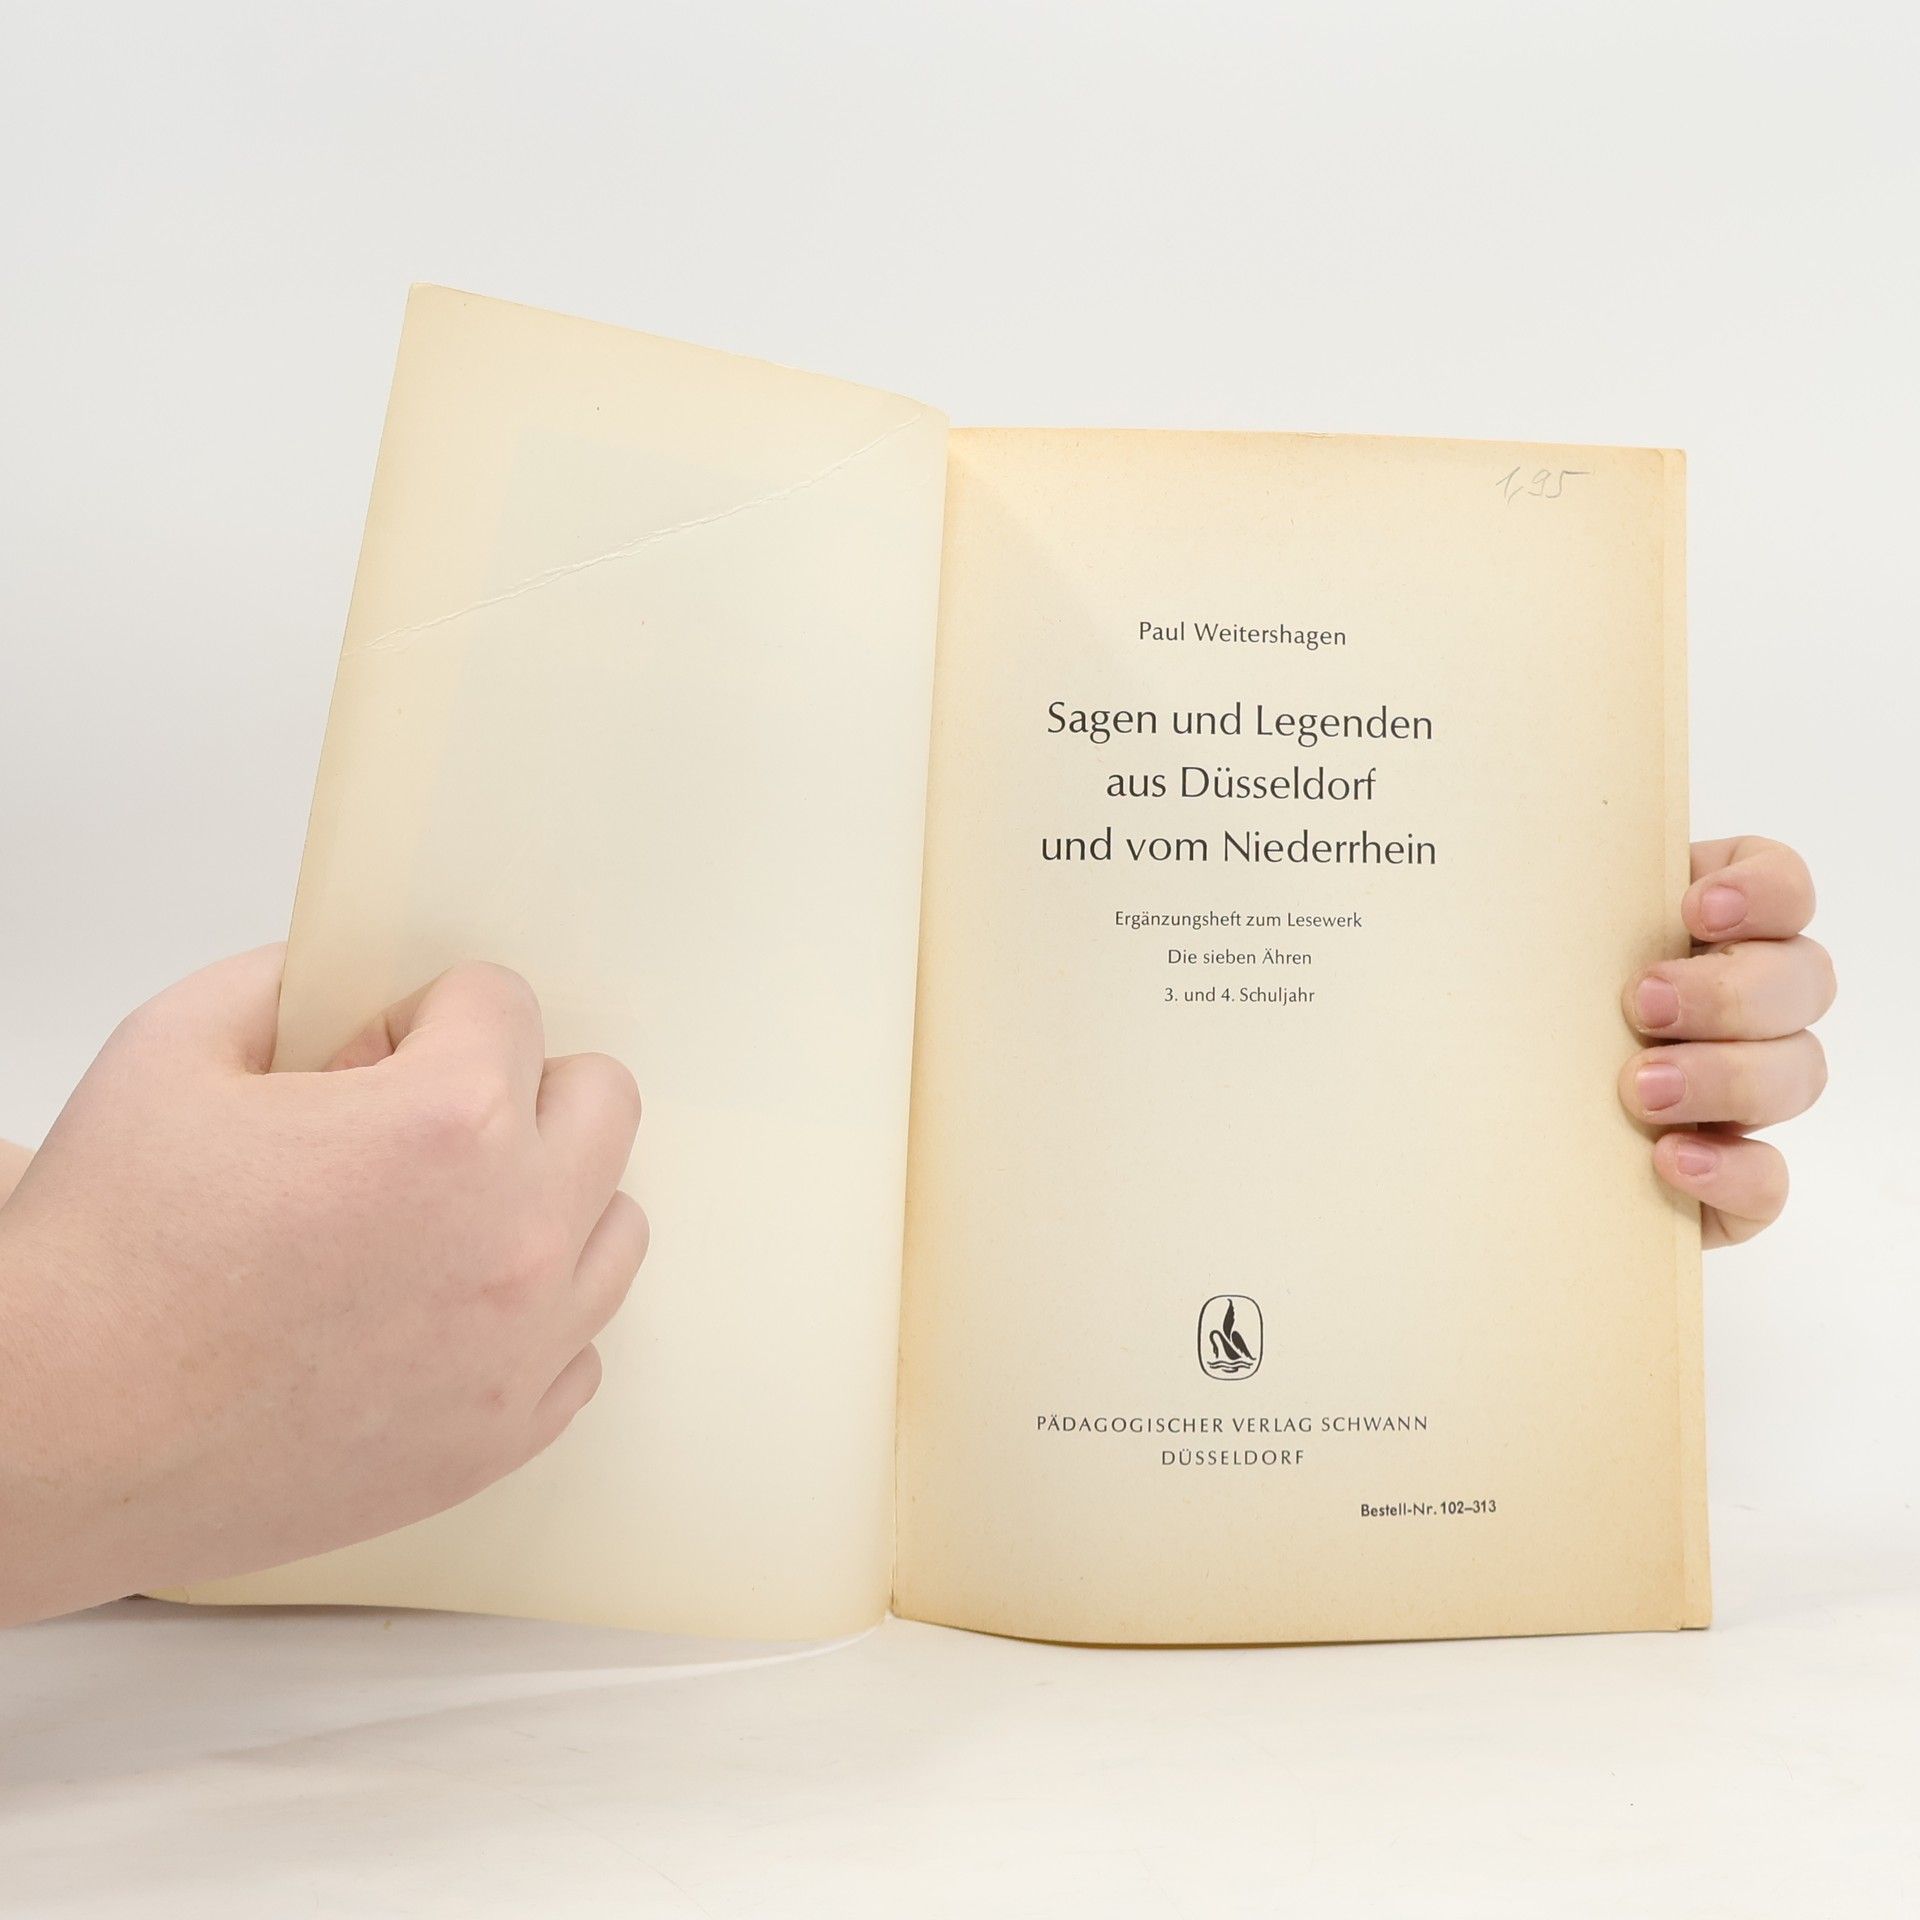 1,95
Paul Weitershagen
Sagen und Legenden
aus Düsseldorf
und vom Niederrhein
Ergänzungsheft zum Lesewerk
Die sieben Ähren
3. und 4. Schuljahr
PÄDAGOGISCHER VERLAG SCHWANN
DÜSSELDORF
Bestell-Nr. 102–313